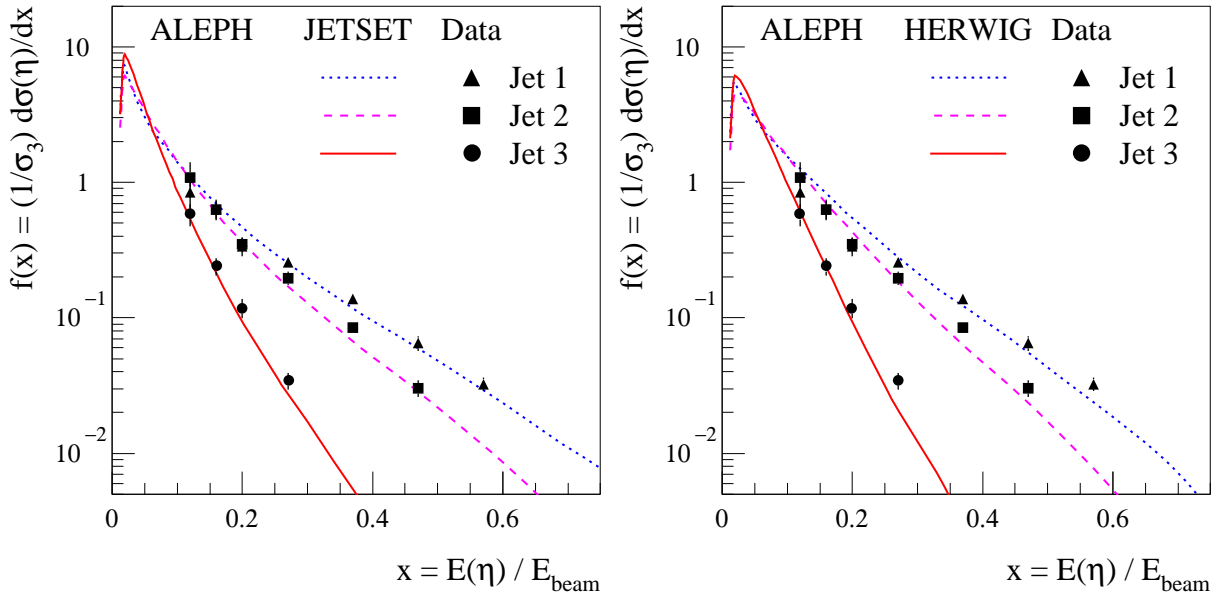 ALEPH JETSET Data
Jet 1
Jet 2
Jet 3
f(x) = (1/σ₃) dσ(η)/dx
10
1
10⁻¹
10⁻²
0 0.2 0.4 0.6
x = E(η) / E_beam
ALEPH HERWIG Data
Jet 1
Jet 2
Jet 3
f(x) = (1/σ₃) dσ(η)/dx
10
1
10⁻¹
10⁻²
0 0.2 0.4 0.6
x = E(η) / E_beam